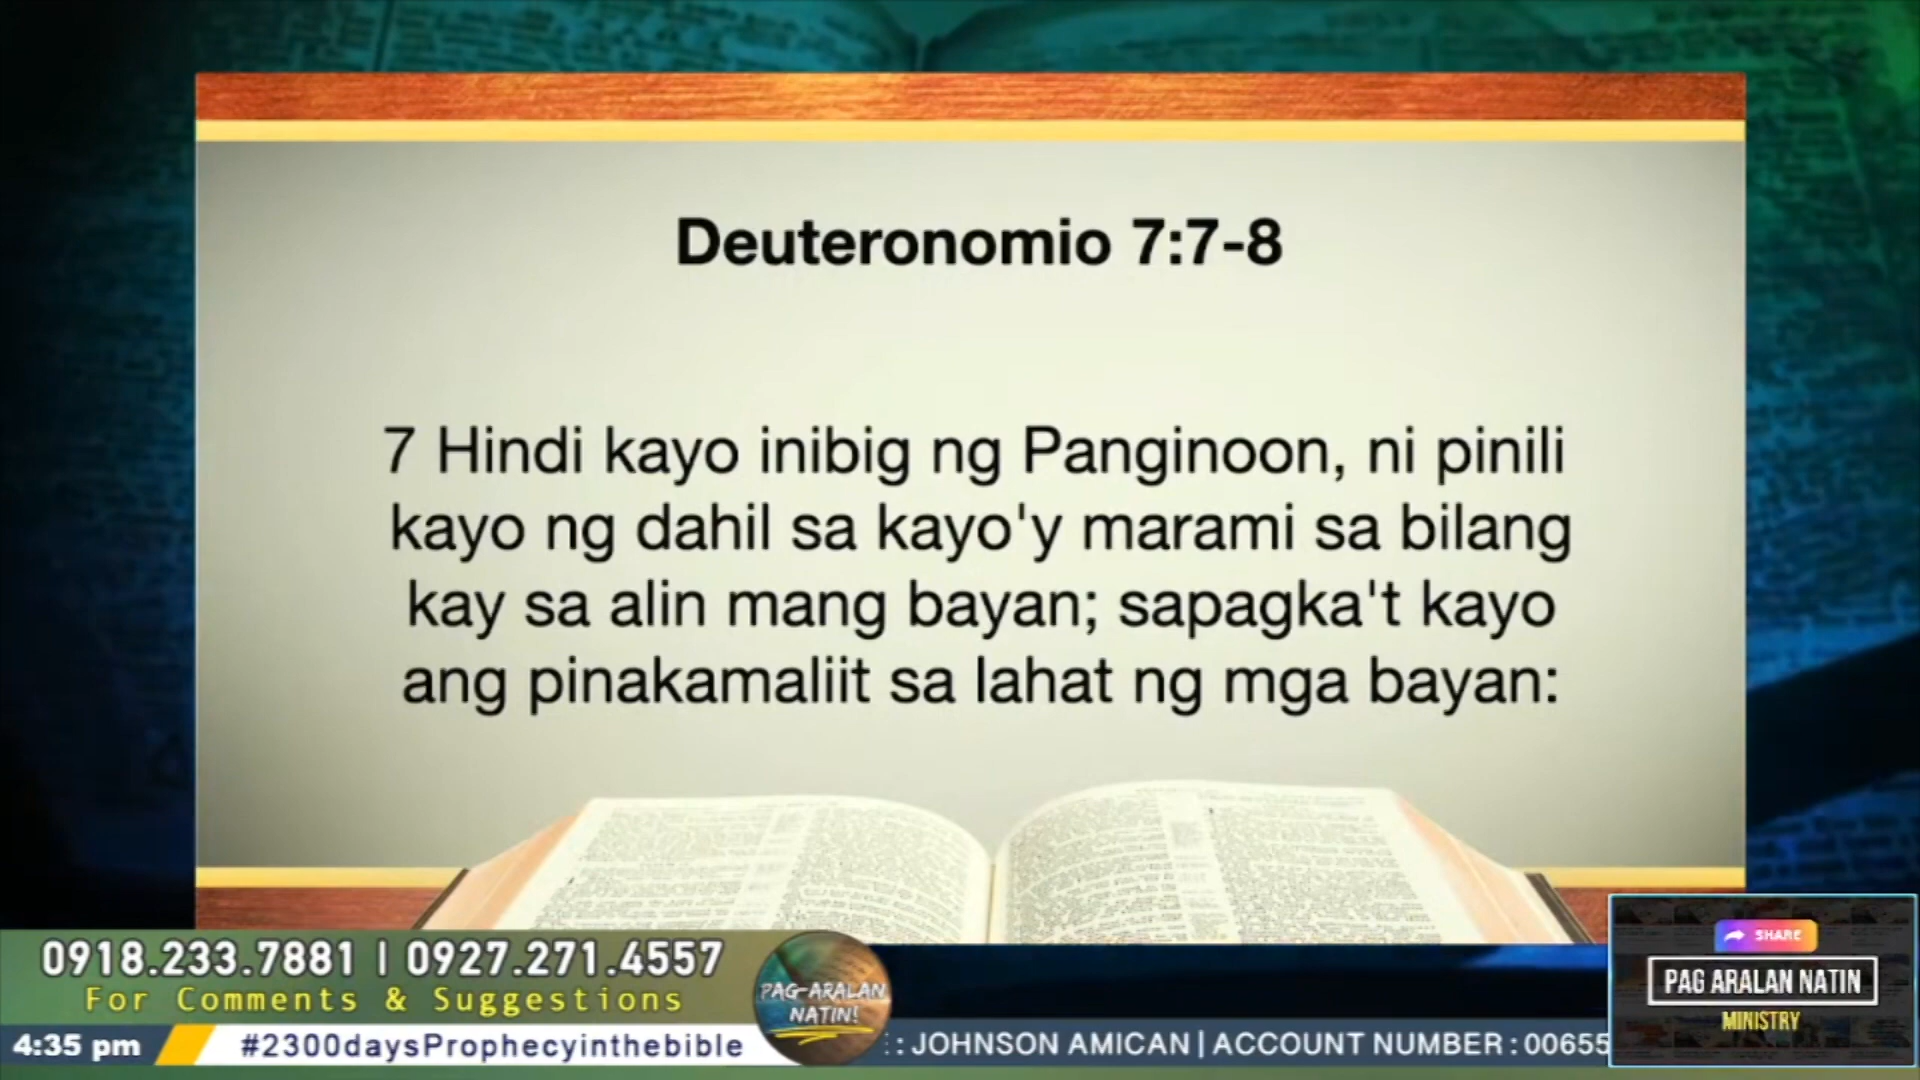 Deuteronomio 7:7-8
7 Hindi kayo inibig ng Panginoon, ni pinili
kayo ng dahil sa kayo'y marami sa bilang
kay sa alin mang bayan; sapagka't kayo
ang pinakamaliit sa lahat ng mga bayan:
0918.233.7881 | 0927.271.4557
For Comments & Suggestions
PAG-ARALAN
NATIN!
4:35 pm
#2300daysProphecyinthebible
: JOHNSON AMICAN | ACCOUNT NUMBER : 00655
SHARE
PAG ARALAN NATIN
MINISTRY